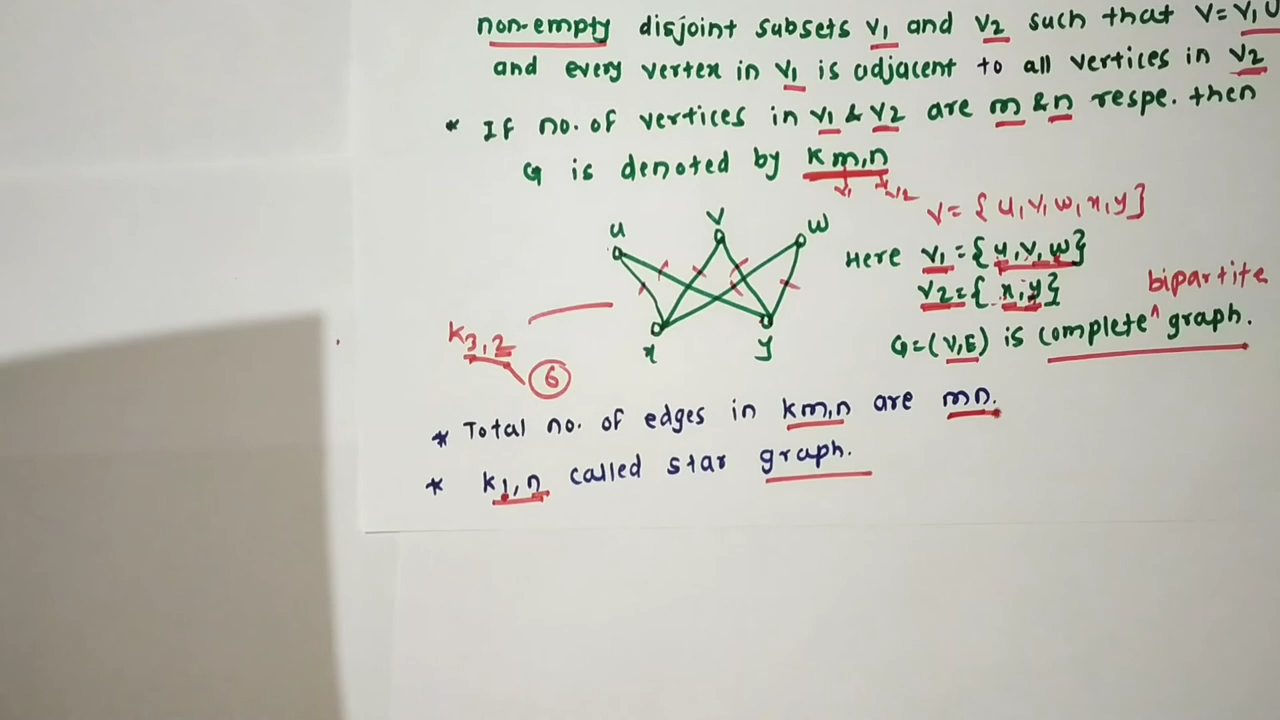 non-empty disjoint subsets V1 and V2 such that V=V1U
and every vertex in V1 is adjacent to all vertices in V2
* If no. of vertices in V1 & V2 are m & n respe. then
G is denoted by Km,n
V1 V2
V={u,v,w,x,y}
u v w
Here V1={u,v,w}
V2={x,y}
bipartite
G=(V,E) is complete ^ graph.
K3,2
x y
6
* Total no. of edges in Km,n are mn.
* K1,n called star graph.